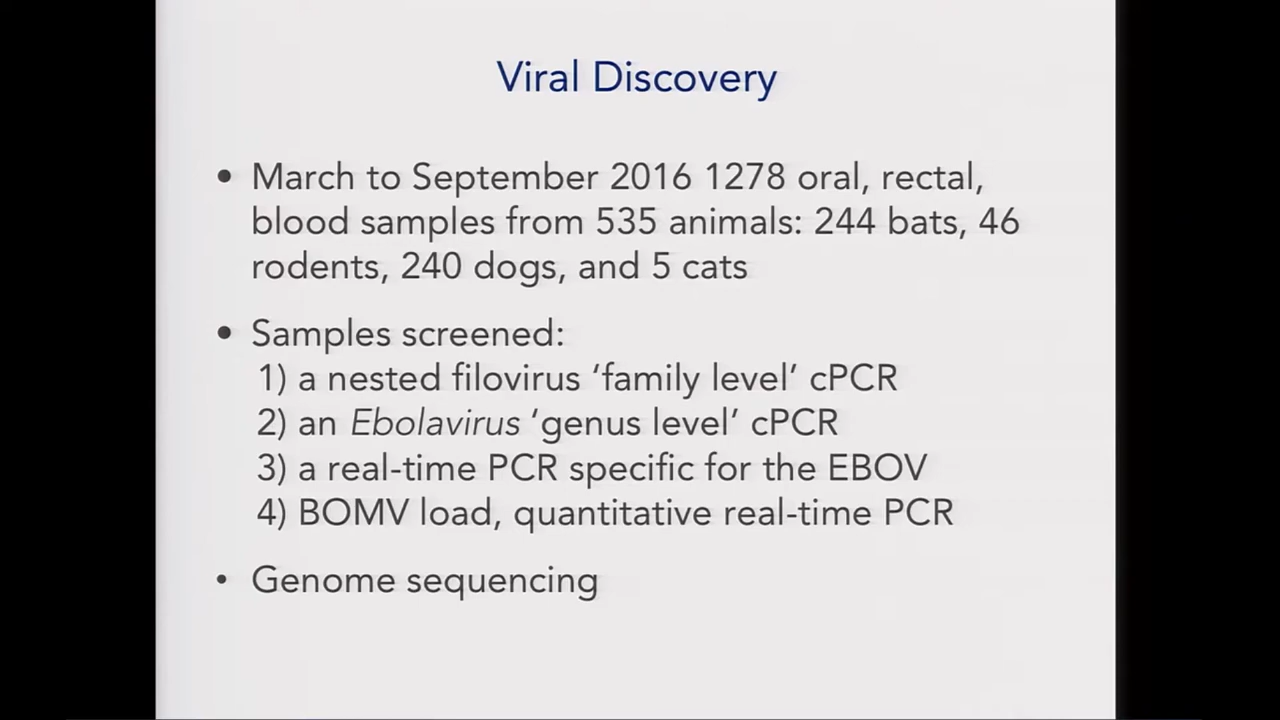 Viral Discovery
• March to September 2016 1278 oral, rectal,
blood samples from 535 animals: 244 bats, 46
rodents, 240 dogs, and 5 cats
• Samples screened:
1) a nested filovirus ‘family level’ cPCR
2) an Ebolavirus ‘genus level’ cPCR
3) a real-time PCR specific for the EBOV
4) BOMV load, quantitative real-time PCR
• Genome sequencing